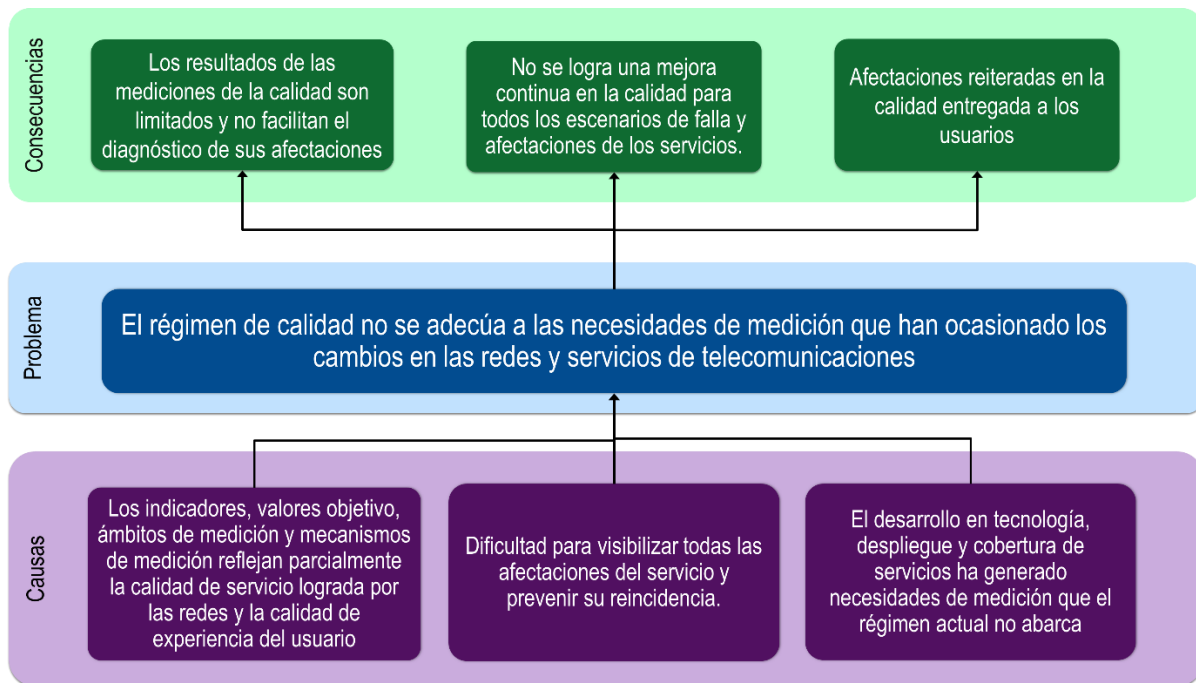 Consecuencias
Los resultados de las
mediciones de la calidad son
limitados y no facilitan el
diagnóstico de sus afectaciones
No se logra una mejora
continua en la calidad para
todos los escenarios de falla y
afectaciones de los servicios.
Afectaciones reiteradas en la
calidad entregada a los
usuarios
Problema
El régimen de calidad no se adecúa a las necesidades de medición que han ocasionado los
cambios en las redes y servicios de telecomunicaciones
Causas
Los indicadores, valores objetivo,
ámbitos de medición y mecanismos
de medición reflejan parcialmente
la calidad de servicio lograda por
las redes y la calidad de
experiencia del usuario
Dificultad para visibilizar todas las
afectaciones del servicio y
prevenir su reincidencia.
El desarrollo en tecnología,
despliegue y cobertura de
servicios ha generado
necesidades de medición que el
régimen actual no abarca